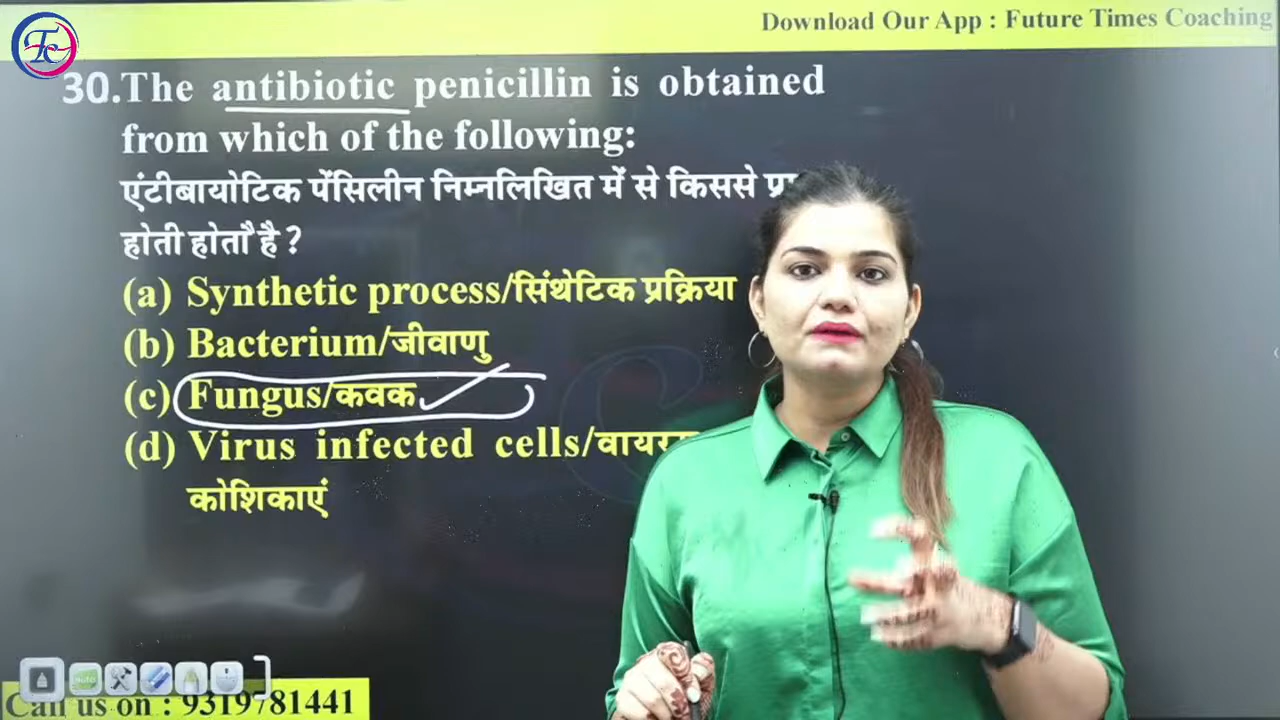 Download Our App : Future Times Coaching
30.The antibiotic penicillin is obtained
from which of the following:
एंटीबायोटिक पेंसिलीन निम्नलिखित में से किससे
होती होताै है ?
(a) Synthetic process/सिंथेटिक प्रक्रिया
(b) Bacterium/जीवाणु
(c) Fungus/कवक
(d) Virus infected cells/
कोशिकाएं
Call us on : 9319781441